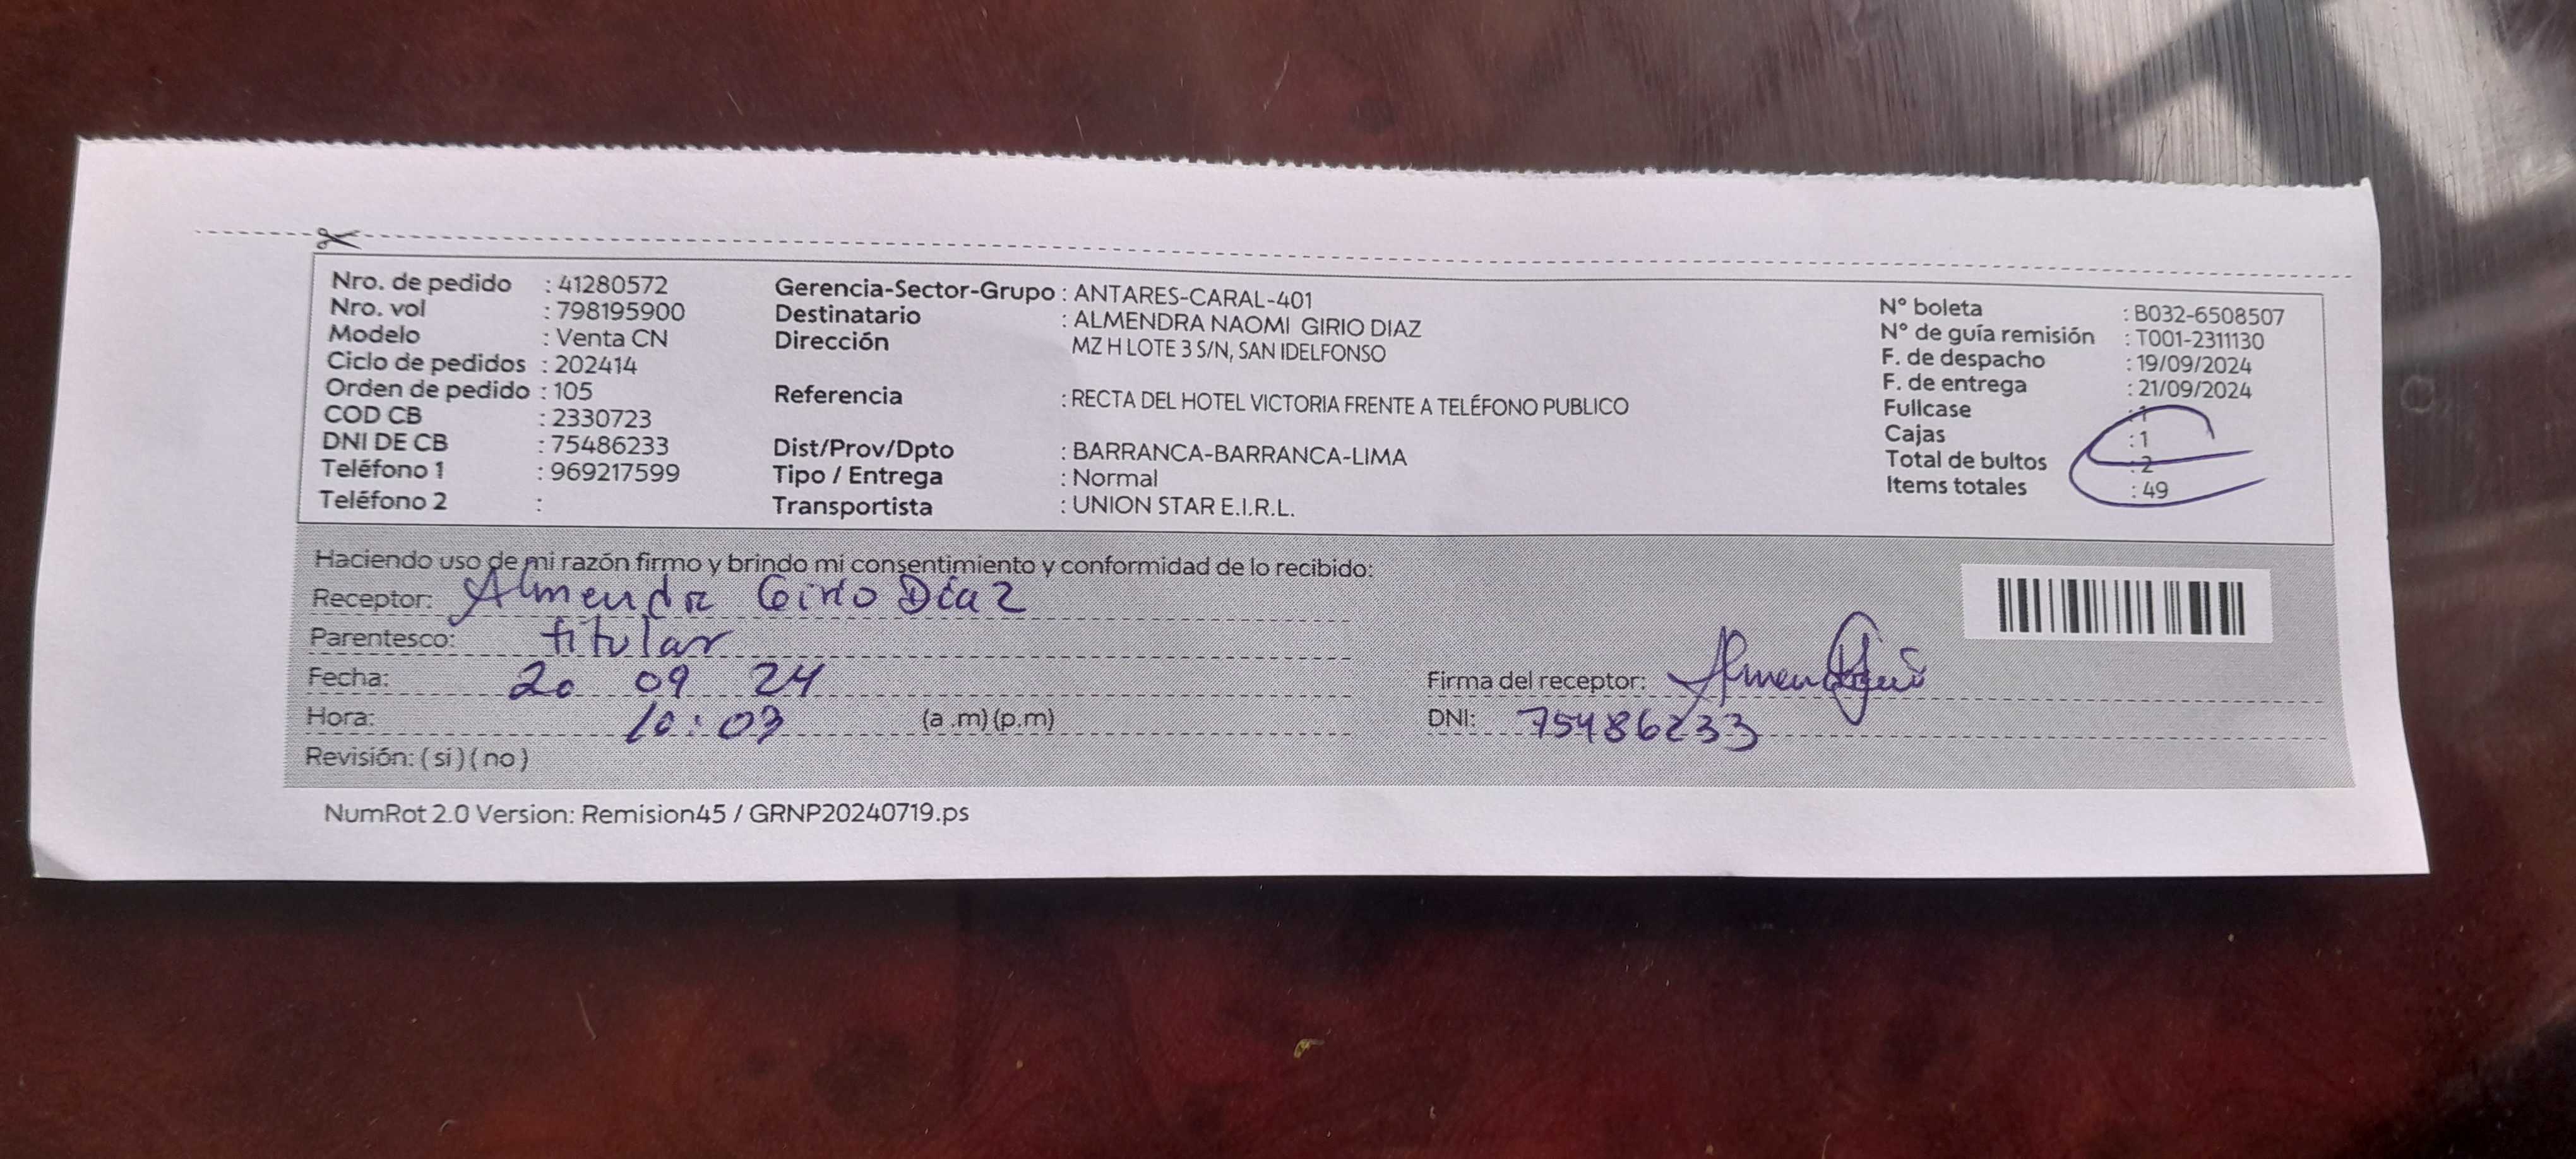 Nro. de pedido : 41280572
Nro. vol : 798195900
Modelo : Venta CN
Ciclo de pedidos : 202414
Orden de pedido : 105
COD CB : 2330723
DNI DE CB : 75486233
Teléfono 1 : 969217599
Teléfono 2 :
Gerencia-Sector-Grupo : ANTARES-CARAL-401
Destinatario : ALMENDRA NAOMI GIRIO DIAZ
Dirección MZ H LOTE 3 S/N, SAN IDELFONSO
Referencia : RECTA DEL HOTEL VICTORIA FRENTE A TELÉFONO PUBLICO
Dist/Prov/Dpto : BARRANCA-BARRANCA-LIMA
Tipo / Entrega : Normal
Transportista : UNION STAR E.I.R.L.
N° boleta : B032-6508507
N° de guía remisión : T001-2311130
F. de despacho : 19/09/2024
F. de entrega : 21/09/2024
Fullcase : 1
Cajas : 1
Total de bultos : 2
Items totales : 49
Haciendo uso de mi razón firmo y brindo mi consentimiento y conformidad de lo recibido:
Receptor: Almendra Girio Díaz
Parentesco: titular
Fecha: 20 09 24
Hora: 10:03 (a .m) (p.m)
Revisión: ( si ) ( no )
Firma del receptor:
DNI: 75486233
NumRot 2.0 Version: Remision45 / GRNP20240719.ps